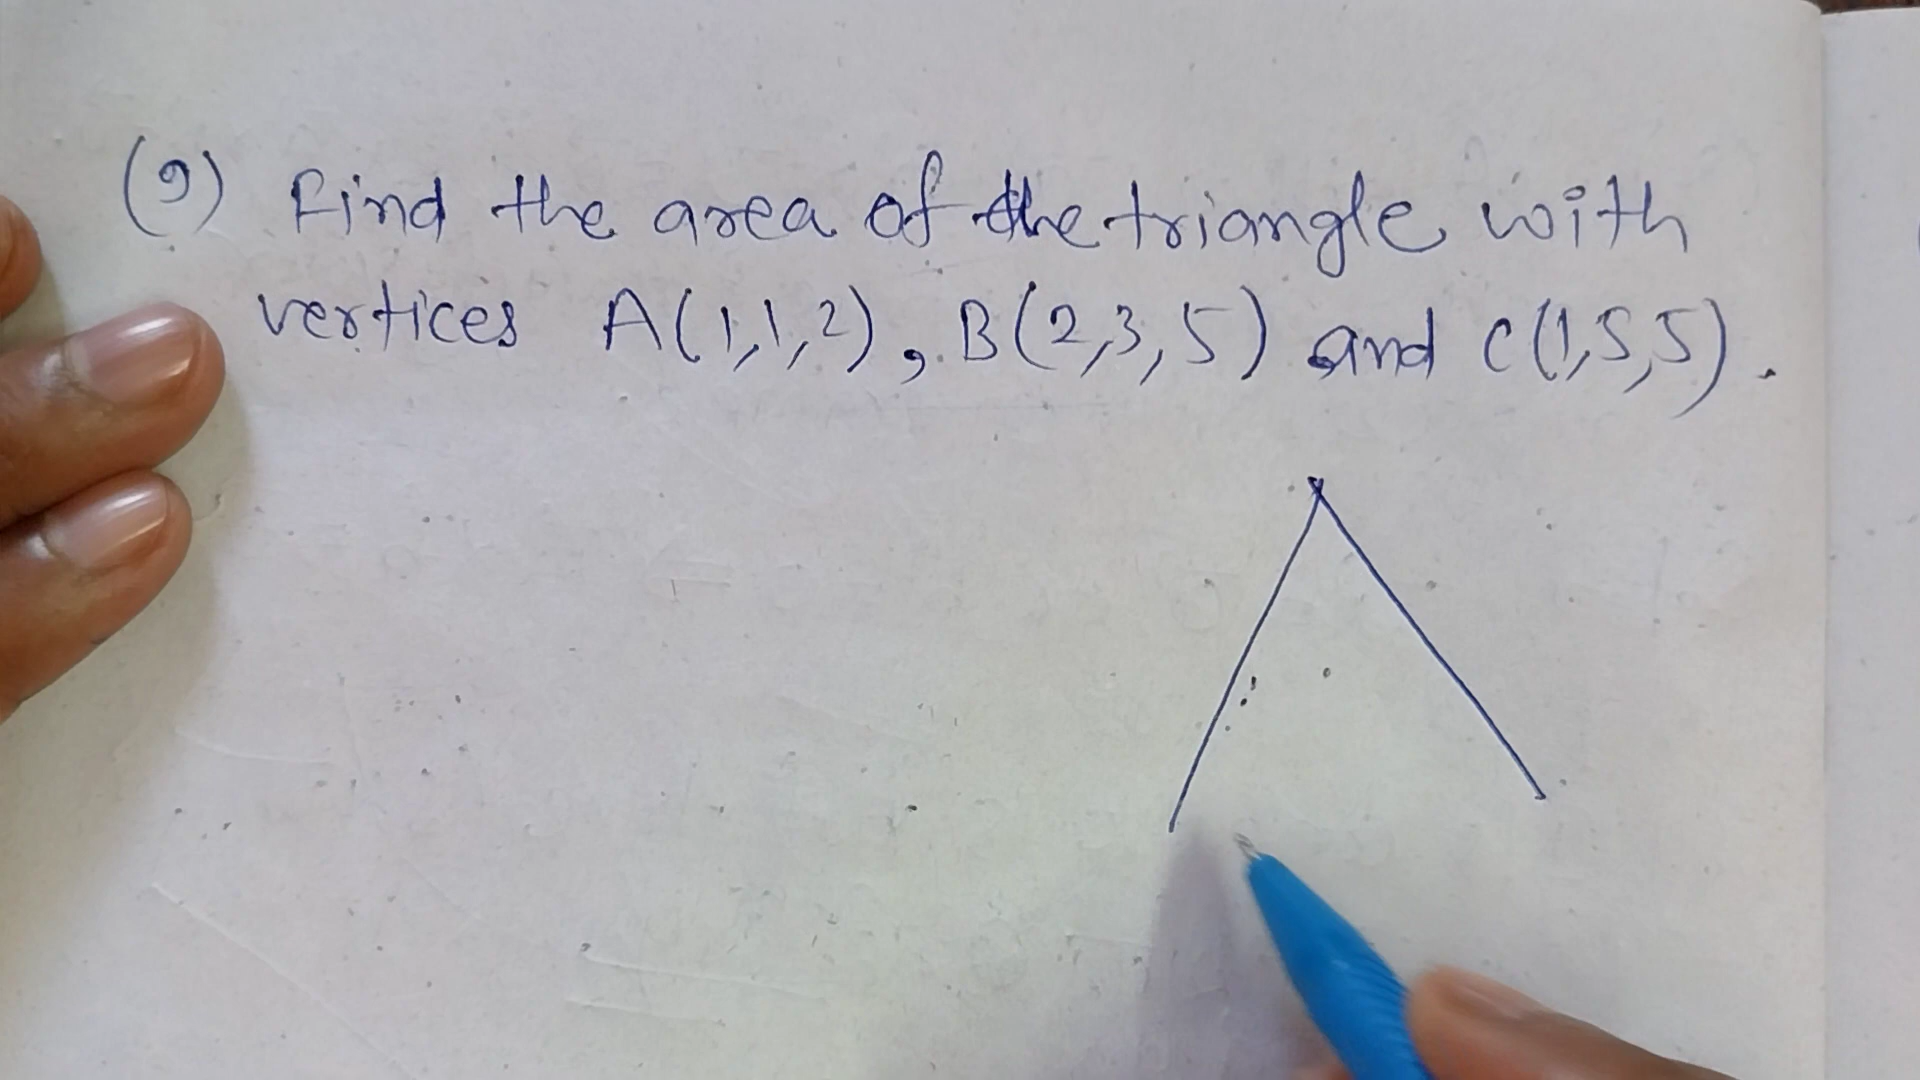 (9) Find the area of the triangle with
vertices A(1,1,2), B(2,3,5) and C(1,5,5).